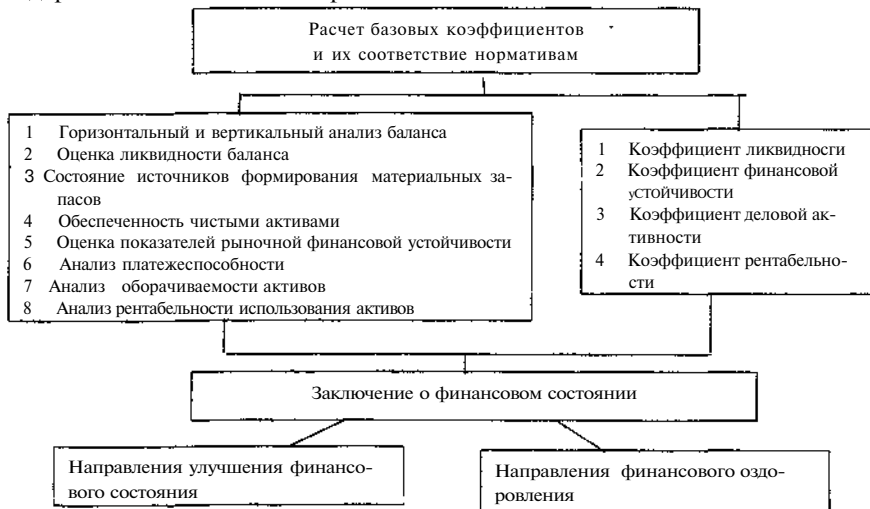 Расчет базовых коэффициентов
и их соответствие нормативам
1 Горизонтальный и вертикальный анализ баланса
2 Оценка ликвидности баланса
3 Состояние источников формирования материальных за-
пасов
4 Обеспеченность чистыми активами
5 Оценка показателей рыночной финансовой устойчивости
6 Анализ платежеспособности
7 Анализ оборачиваемости активов
8 Анализ рентабельности использования активов
1 Коэффициент ликвидносги
2 Коэффициент финансовой
уСТОЙЧИВОСТИ
3 Коэффициент деловой ак-
тивности
4 Коэффициент рентабельно-
сти
Заключение о финансовом состоянии
Направления улучшения финансо-
вого состояния
Направления финансового оздо-
ровления